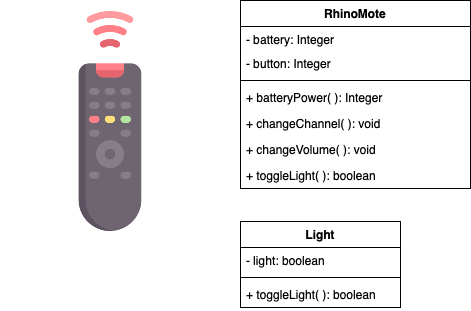 RhinoMote
- battery: Integer
- button: Integer
+ batteryPower( ): Integer
+ changeChannel( ): void
+ changeVolume( ): void
+ toggleLight( ): boolean
Light
- light: boolean
+ toggleLight( ): boolean